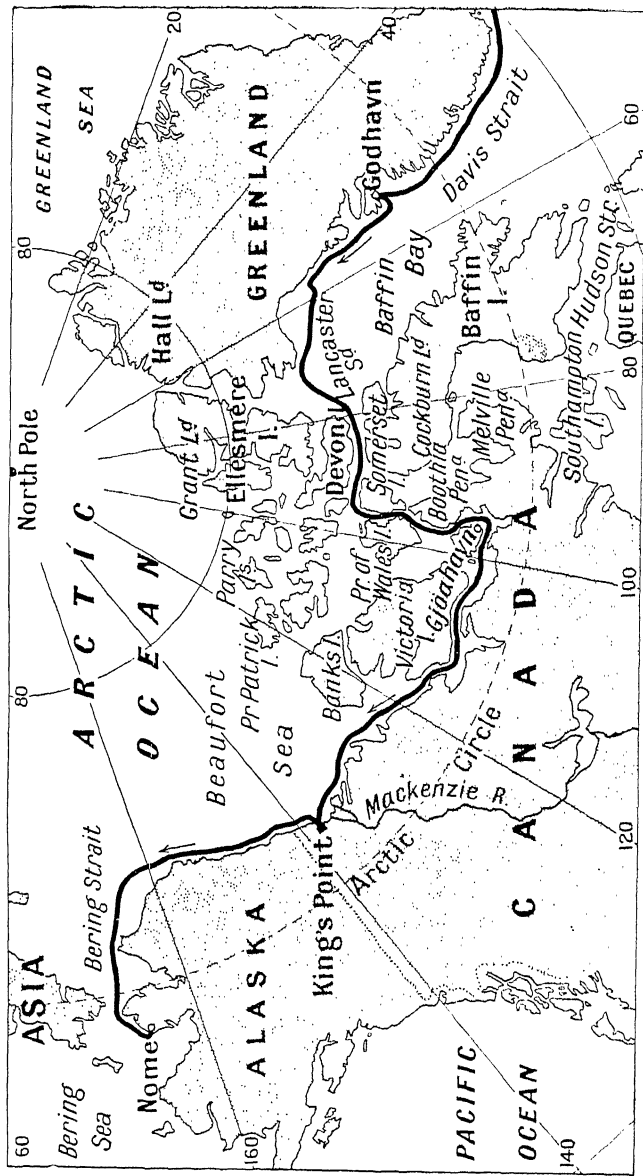 60
ASIA
Bering Strait
Bering
Sea
Nome
160
ALASKA
King's Point
PACIFIC
OCEAN
140
80
ARCTIC
OCEAN
Beaufort
Sea
Pr Patrick
I.
Parry
Is.
Banks I.
Pr. of
Wales I.
Victoria
I.
Gjöahavn
Mackenzie R.
Arctic Circle
CANADA
120
100
North Pole
80
Grant Ld
Hall Ld
Ellesmere
I.
Devon I.
Lancaster
Sd
Somerset
I.
Cockburn Ld
Boothia
Pena
Melville
Pena
Baffin
Bay
Baffin
I.
Southampton
I.
Hudson Str.
QUEBEC
80
60
Davis Strait
Godhavn
GREENLAND
GREENLAND
SEA
20
40